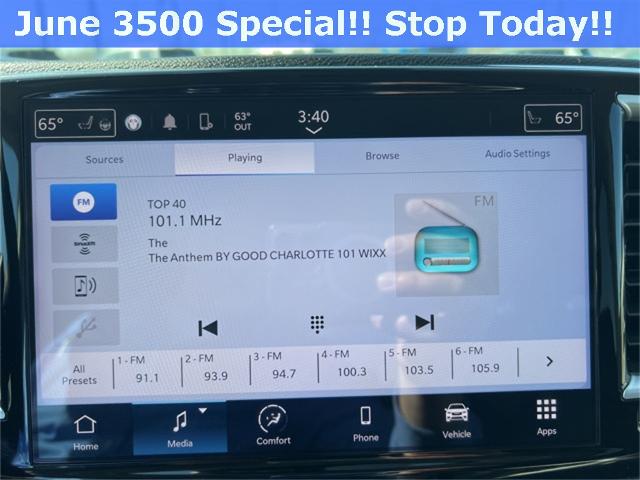 June 3500 Special!! Stop Today!!
65° 63° OUT 3:40 65°
Sources Playing Browse Audio Settings
FM
FM
TOP 40
101.1 MHz
SiriusXM
The
The Anthem BY GOOD CHARLOTTE 101 WIXX
All Presets
1 - FM 2 - FM 3 - FM 4 - FM 5 - FM 6 - FM
91.1 93.9 94.7 100.3 103.5 105.9
Home Media Comfort Phone Vehicle Apps